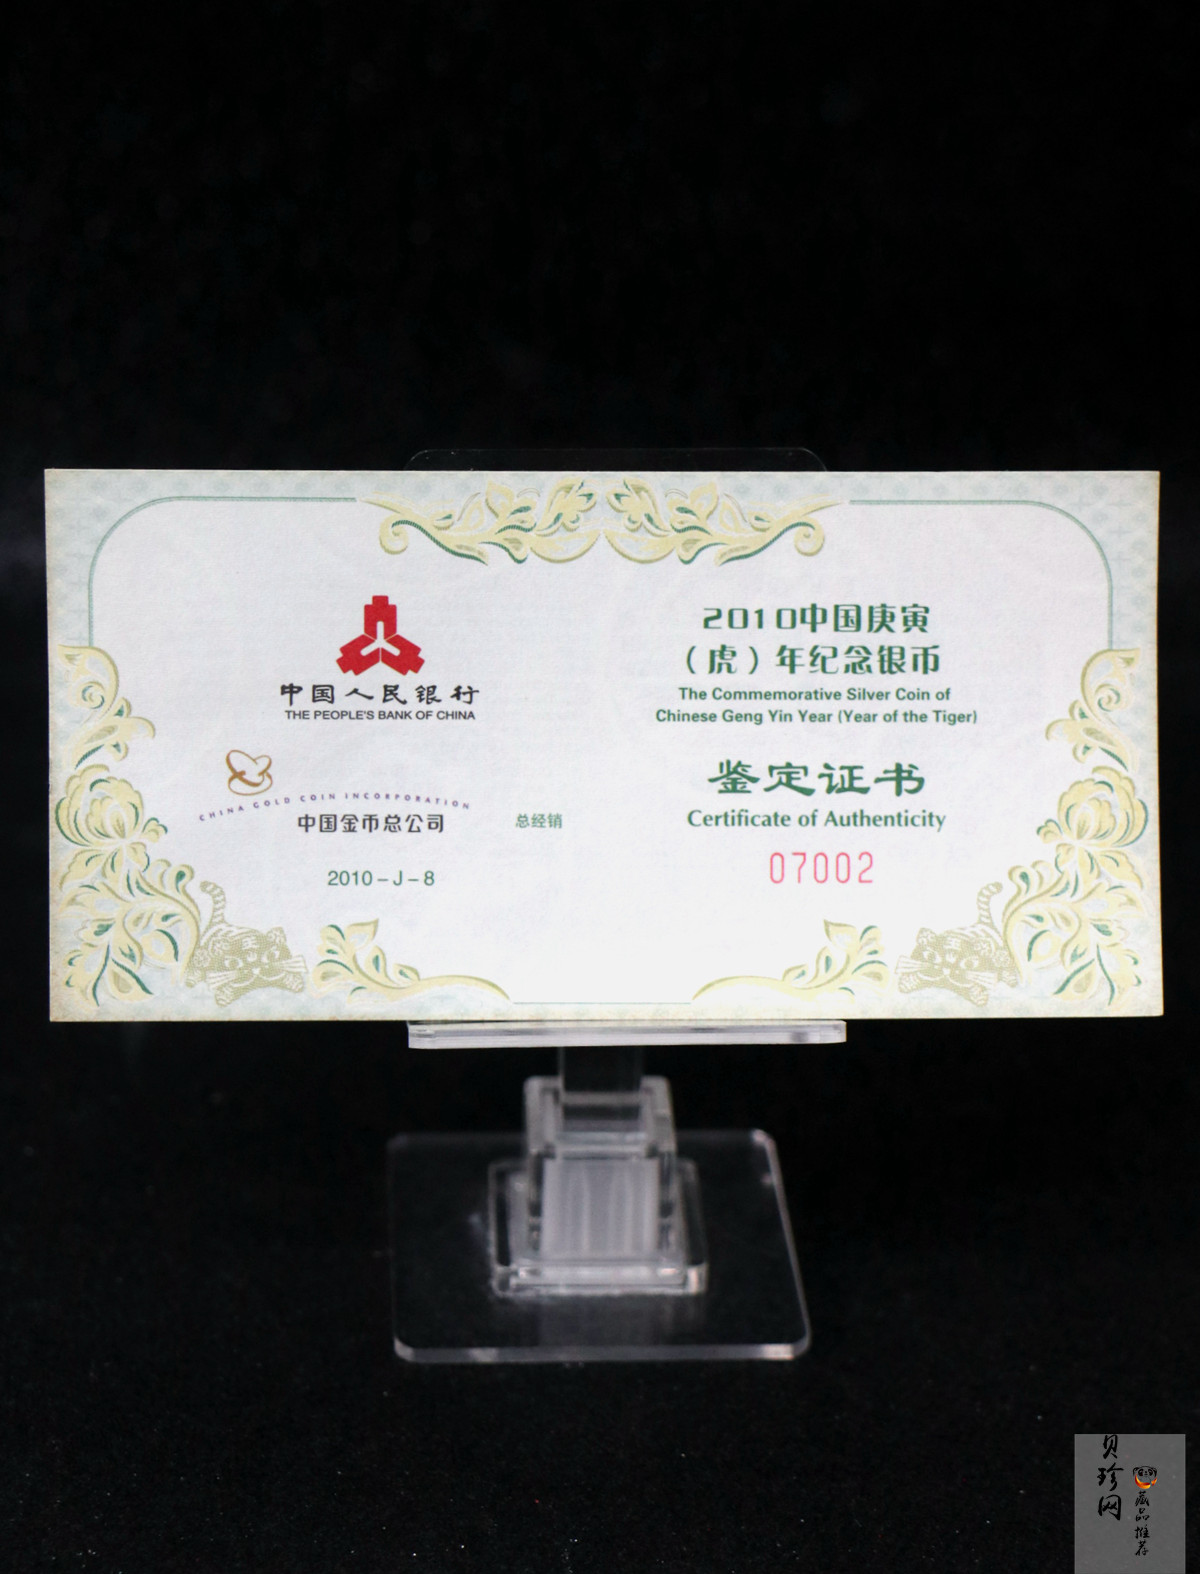 中国人民银行
THE PEOPLE'S BANK OF CHINA
CHINA GOLD COIN INCORPORATION
中国金币总公司 总经销
2010-J-8
2010中国庚寅
（虎）年纪念银币
The Commemorative Silver Coin of
Chinese Geng Yin Year (Year of the Tiger)
鉴定证书
Certificate of Authenticity
07002
贝珍网
藏品推荐